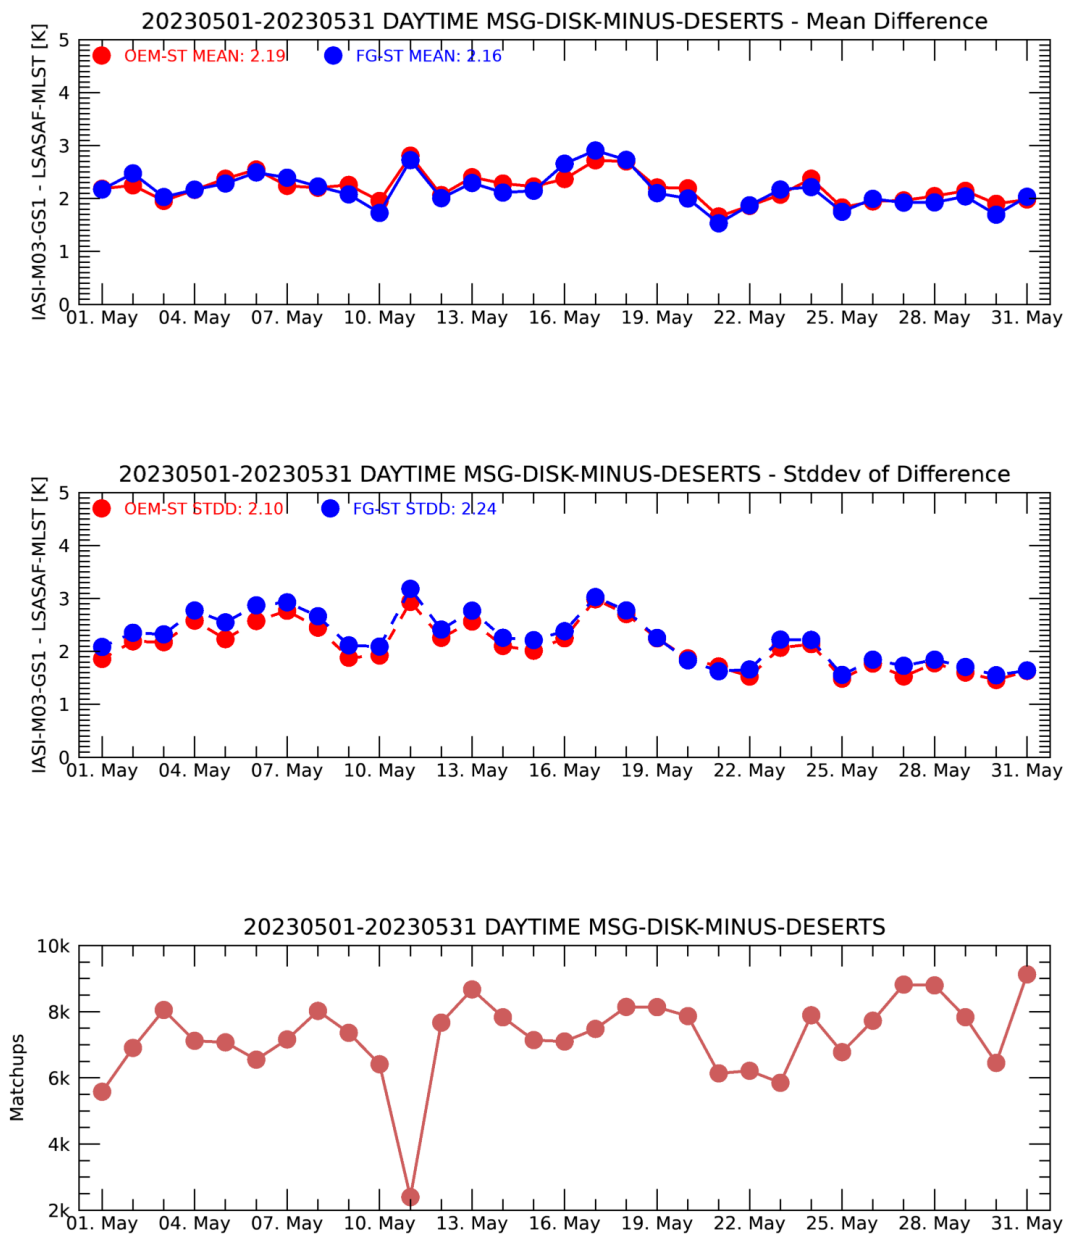 20230501-20230531 DAYTIME MSG-DISK-MINUS-DESERTS - Mean Difference
IASI-M03-GS1 - LSASAF-MLST [K]
OEM-ST MEAN: 2.19 FG-ST MEAN: 2.16
5
4
3
2
1
0
01. May 04. May 07. May 10. May 13. May 16. May 19. May 22. May 25. May 28. May 31. May
20230501-20230531 DAYTIME MSG-DISK-MINUS-DESERTS - Stddev of Difference
IASI-M03-GS1 - LSASAF-MLST [K]
OEM-ST STDD: 2.10 FG-ST STDD: 2.24
5
4
3
2
1
0
01. May 04. May 07. May 10. May 13. May 16. May 19. May 22. May 25. May 28. May 31. May
20230501-20230531 DAYTIME MSG-DISK-MINUS-DESERTS
Matchups
10k
8k
6k
4k
2k
01. May 04. May 07. May 10. May 13. May 16. May 19. May 22. May 25. May 28. May 31. May